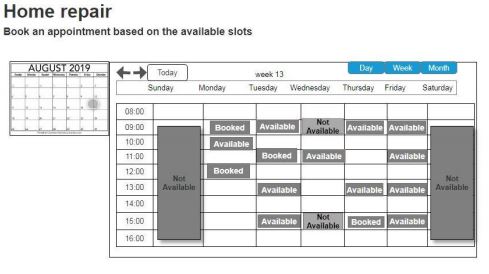 Home repair
Book an appointment based on the available slots
AUGUST 2019
Today
week 13
Day Week Month
Sunday Monday Tuesday Wednesday Thursday Friday Saturday
08:00
09:00 Booked Available Not Available Available Available
10:00 Available
11:00 Booked Available Available
12:00 Booked
Not Available
Not Available
13:00 Available Available Available
14:00
15:00 Available Not Available Booked Available
16:00